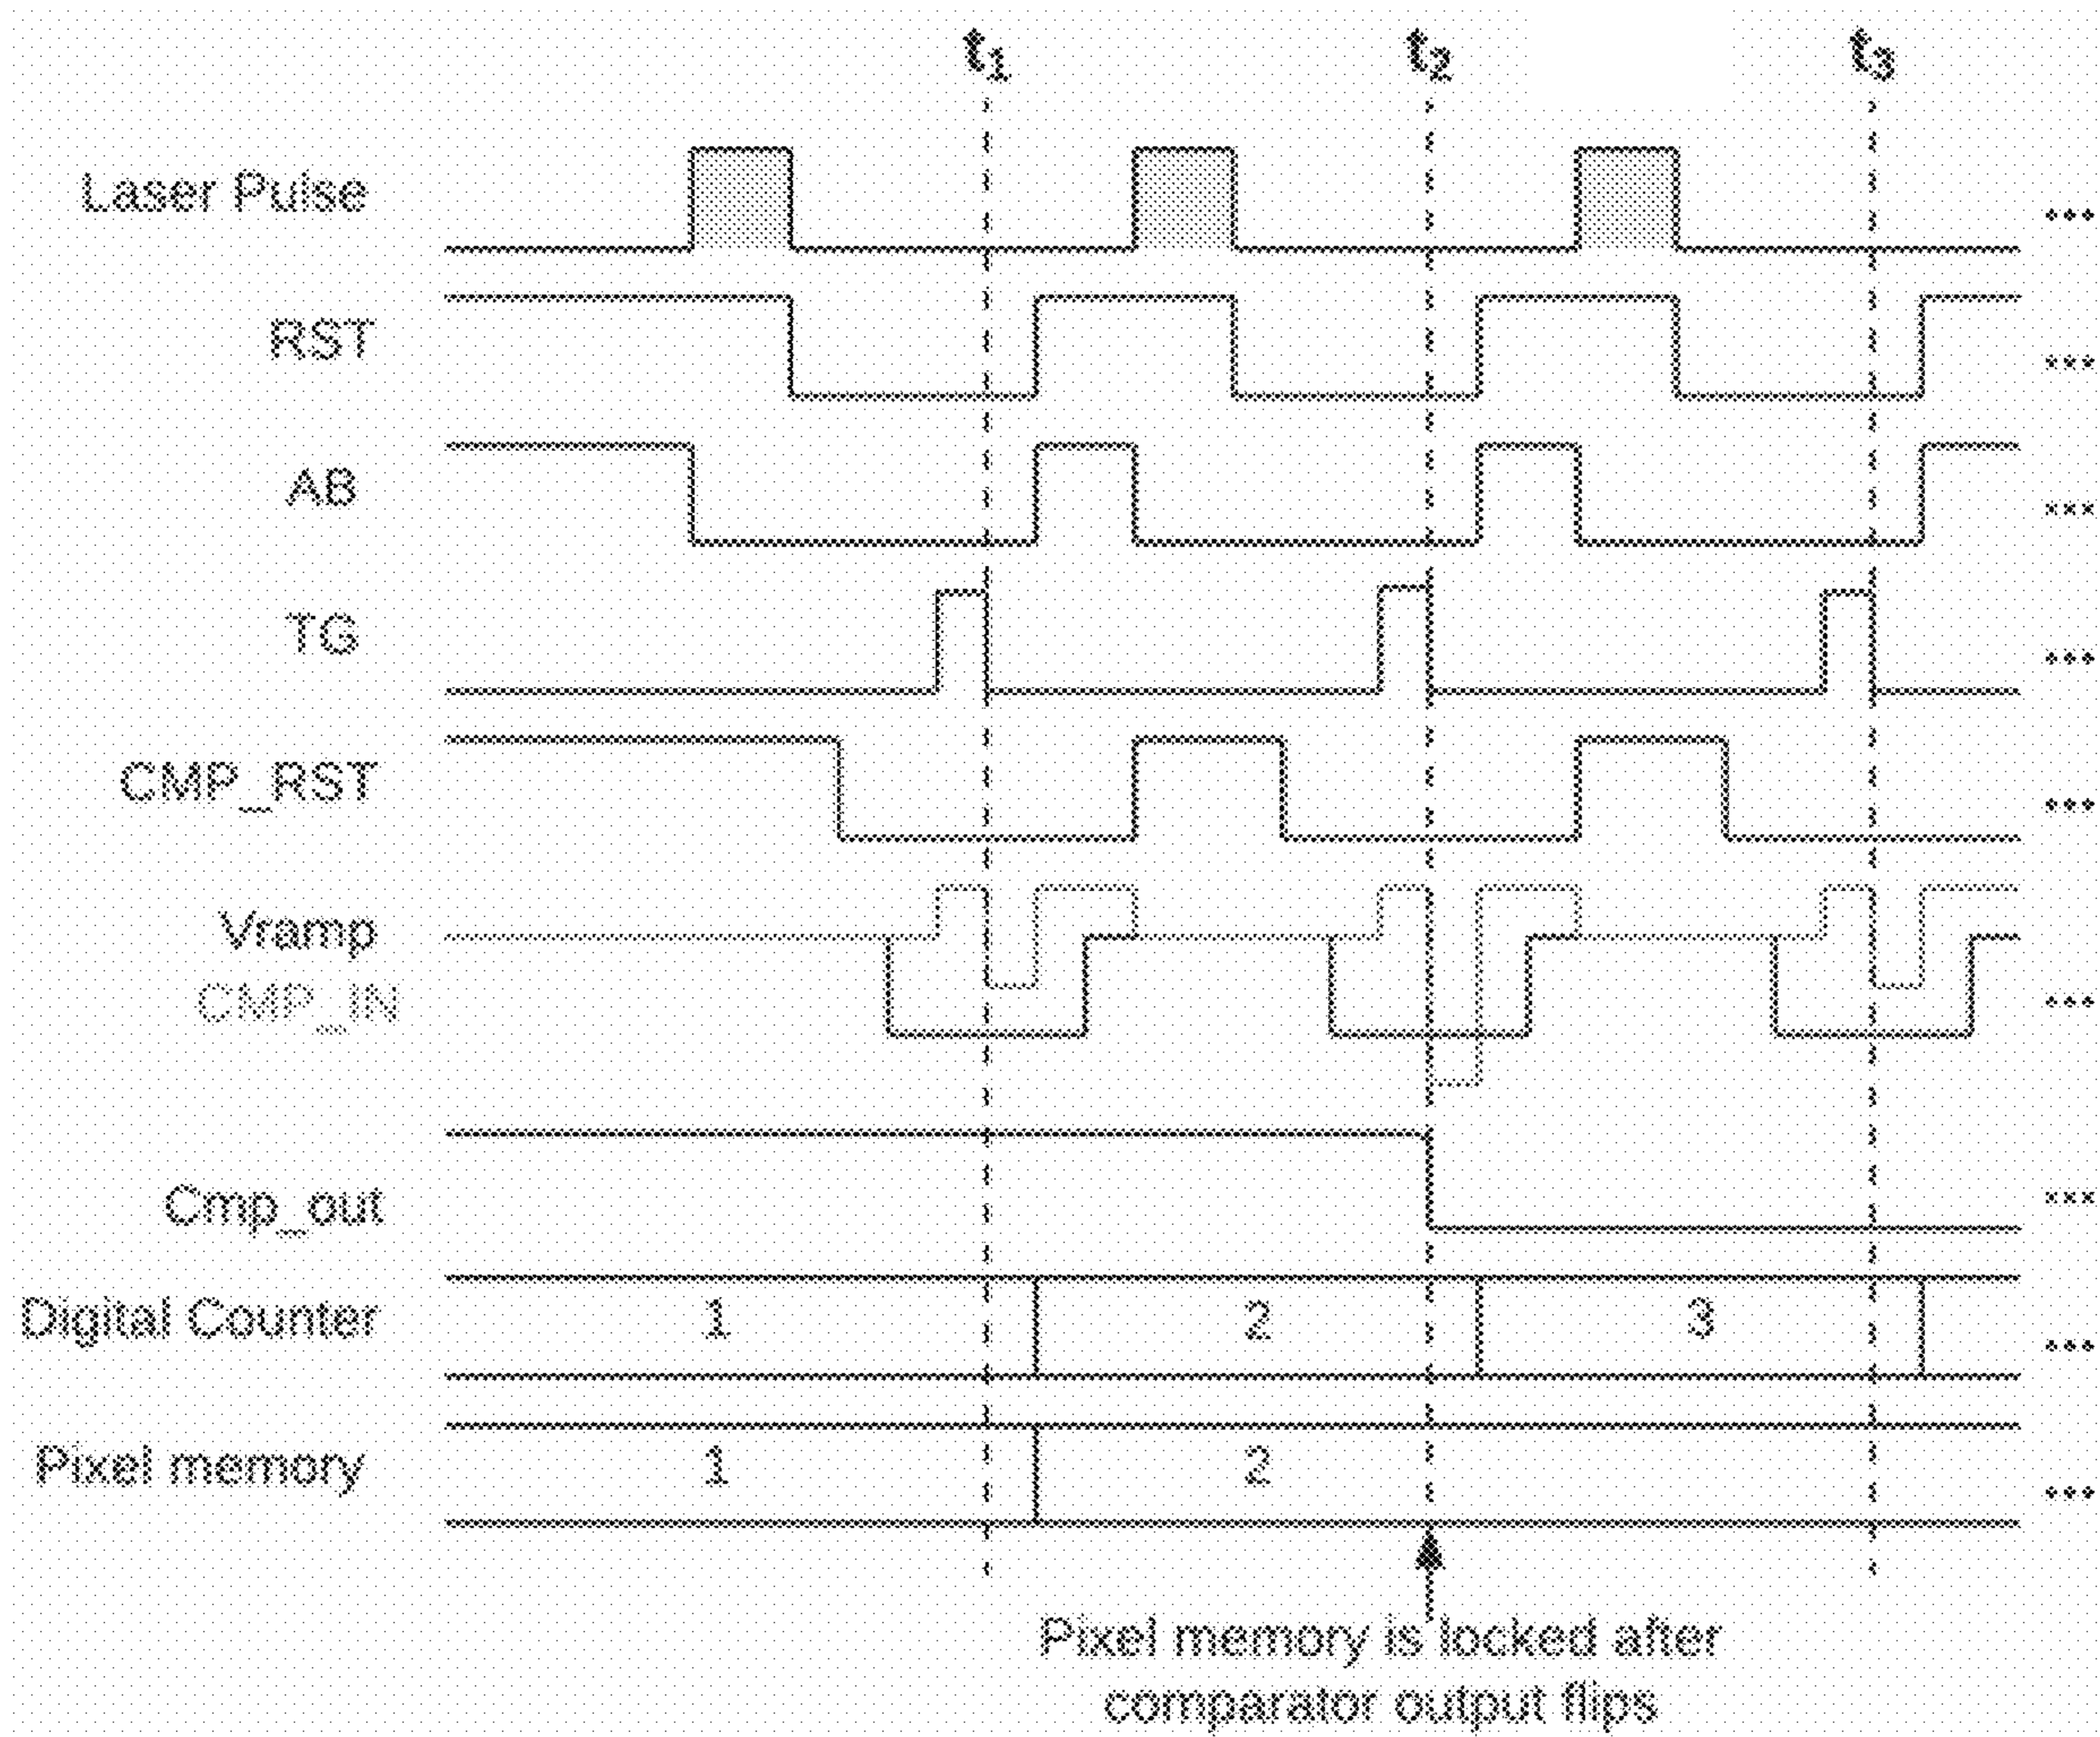 t1 t2 t3
Laser Pulse ...
RST ...
AB ...
TG ...
CMP_RST ...
Vramp
CMP_IN ...
Cmp_out ...
Digital Counter 1 2 3 ...
Pixel memory 1 2 ...
Pixel memory is locked after
comparator output flips